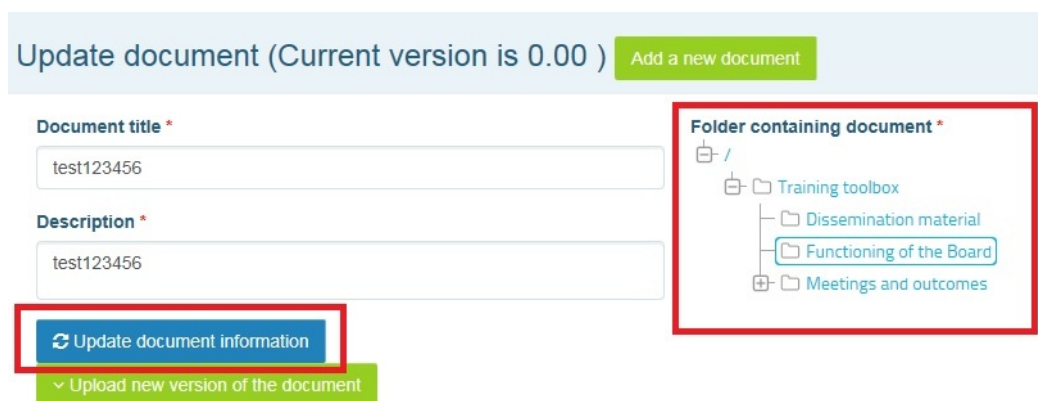 Update document (Current version is 0.00 ) Add a new document
Document title *
test123456
Description *
test123456
Update document information
Upload new version of the document
Folder containing document *
/
Training toolbox
Dissemination material
Functioning of the Board
Meetings and outcomes